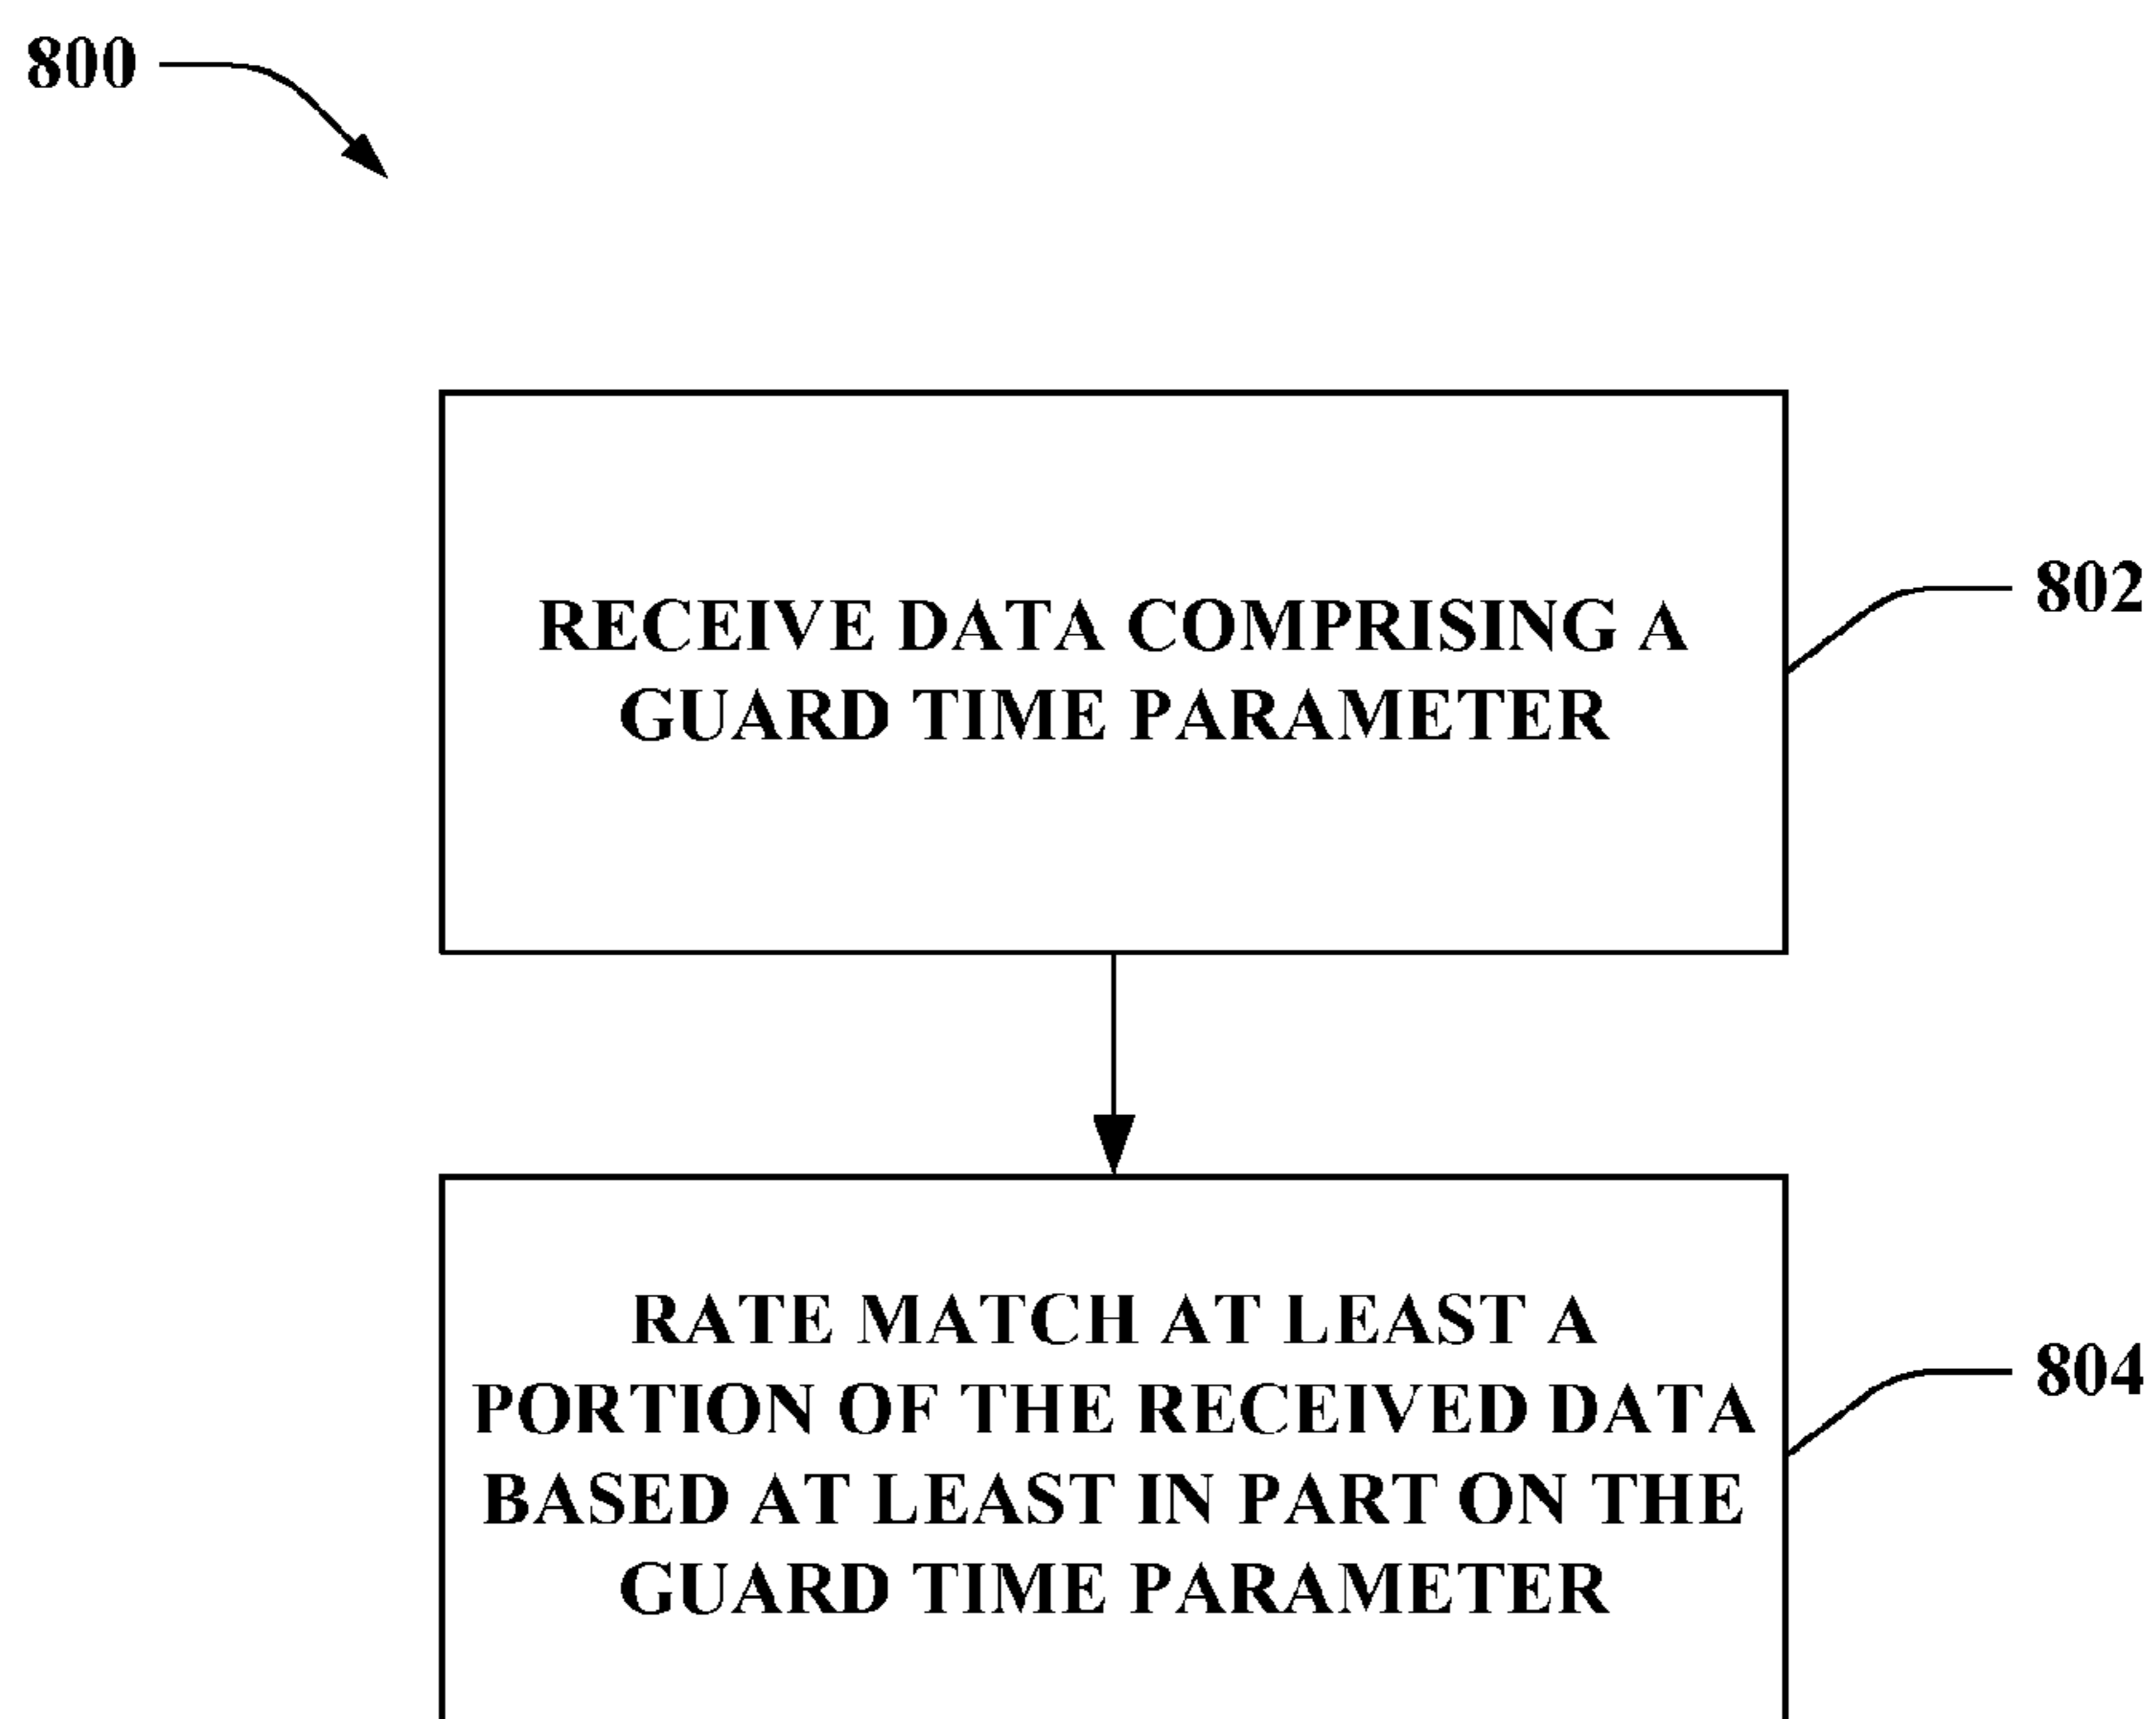 800
RECEIVE DATA COMPRISING A
GUARD TIME PARAMETER
802
RATE MATCH AT LEAST A
PORTION OF THE RECEIVED DATA
BASED AT LEAST IN PART ON THE
GUARD TIME PARAMETER
804